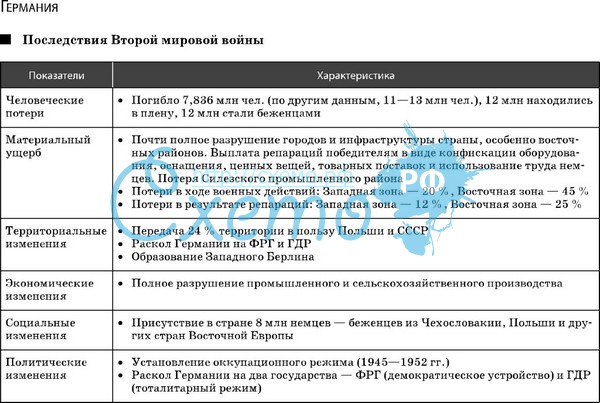 ГЕРМАНИЯ
Последствия Второй мировой войны
Показатели
Характеристика
Человеческие
потери
• Погибло 7,836 млн чел. (по другим данным, 11—13 млн чел.), 12 млн находились
в плену, 12 млн стали беженцами
Материальный
ущерб
• Почти полное разрушение городов и инфраструктуры страны, особенно восточ-
ных районов. Выплата репараций победителям в виде конфискации оборудова-
ния, оснащения, ценных вещей, товарных поставок и использование труда нем-
цев. Потеря Силезского промышленного района
• Потери в ходе военных действий: Западная зона — 20 %, Восточная зона — 45 %
• Потери в результате репараций: Западная зона — 12 %, Восточная зона — 25 %
Территориальные
изменения
• Передача 24 % территории в пользу Польши и СССР
• Раскол Германии на ФРГ и ГДР
• Образование Западного Берлина
Экономические
изменения
• Полное разрушение промышленного и сельскохозяйственного производства
Социальные
изменения
• Присутствие в стране 8 млн немцев — беженцев из Чехословакии, Польши и дру-
гих стран Восточной Европы
Политические
изменения
• Установление оккупационного режима (1945—1952 гг.)
• Раскол Германии на два государства — ФРГ (демократическое устройство) и ГДР
(тоталитарный режим)
Схемо
РФ